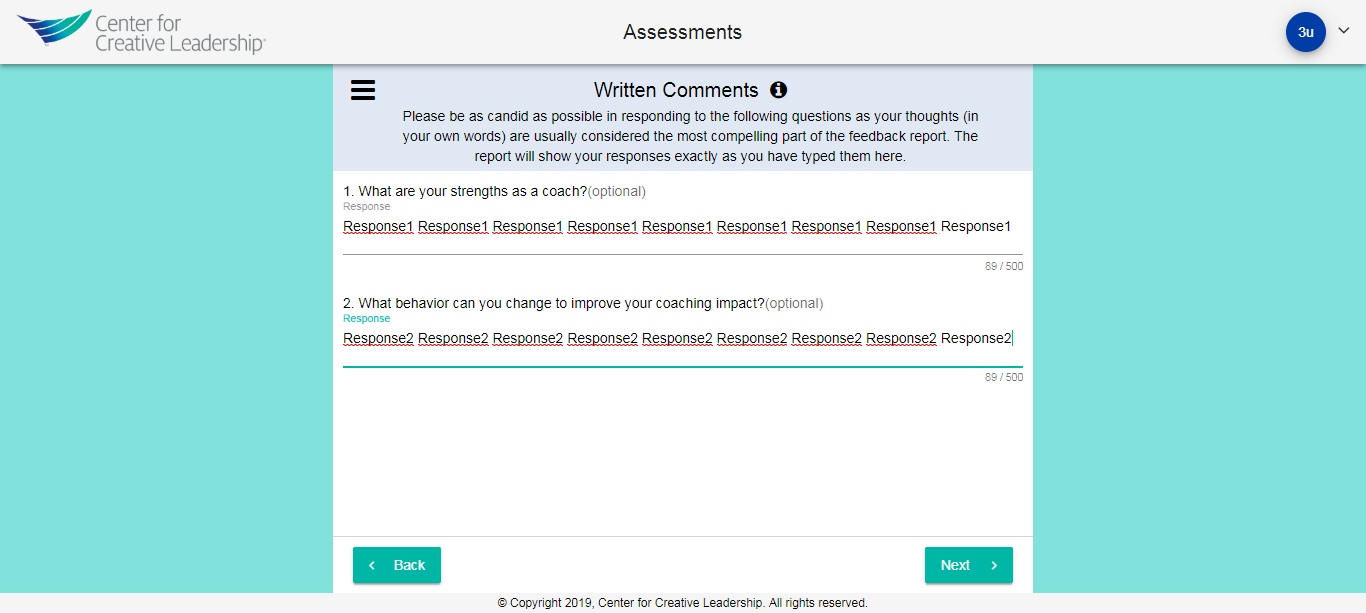 Center for
Creative Leadership®
Assessments
3u
Written Comments
Please be as candid as possible in responding to the following questions as your thoughts (in
your own words) are usually considered the most compelling part of the feedback report. The
report will show your responses exactly as you have typed them here.
1. What are your strengths as a coach?(optional)
Response
Response1 Response1 Response1 Response1 Response1 Response1 Response1 Response1 Response1
89 / 500
2. What behavior can you change to improve your coaching impact?(optional)
Response
Response2 Response2 Response2 Response2 Response2 Response2 Response2 Response2 Response2
89 / 500
Back
Next
© Copyright 2019, Center for Creative Leadership. All rights reserved.